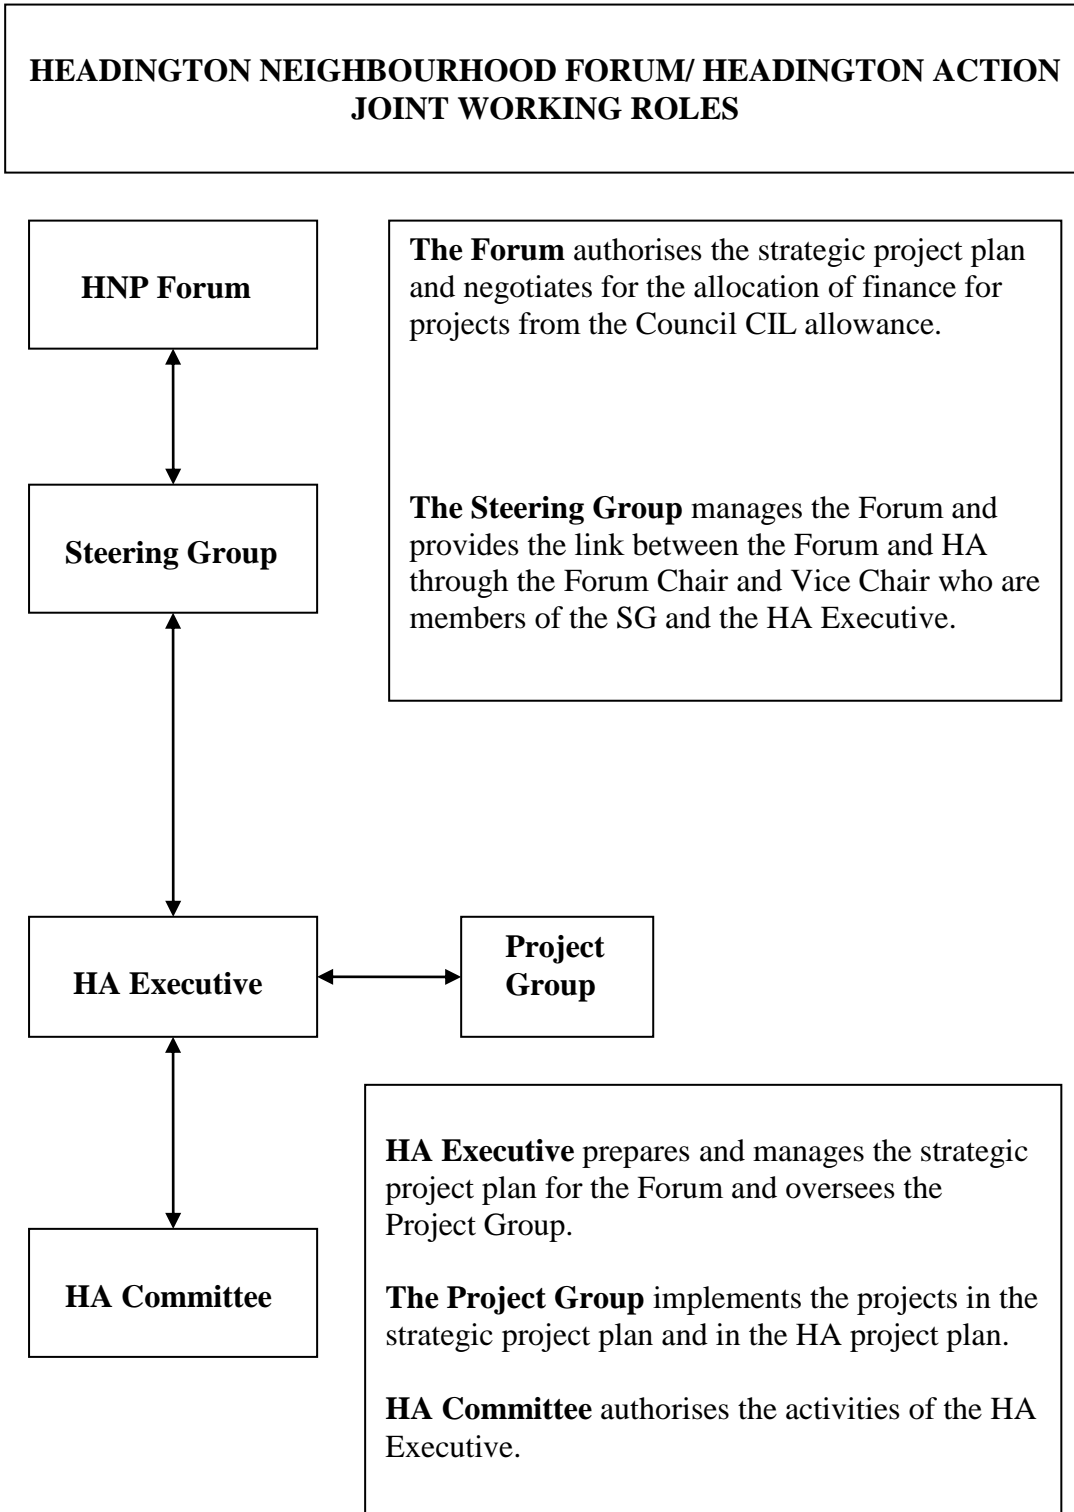 HEADINGTON NEIGHBOURHOOD FORUM/ HEADINGTON ACTION
JOINT WORKING ROLES
HNP Forum
The Forum authorises the strategic project plan
and negotiates for the allocation of finance for
projects from the Council CIL allowance.
Steering Group
The Steering Group manages the Forum and
provides the link between the Forum and HA
through the Forum Chair and Vice Chair who are
members of the SG and the HA Executive.
HA Executive
Project
Group
HA Committee
HA Executive prepares and manages the strategic
project plan for the Forum and oversees the
Project Group.
The Project Group implements the projects in the
strategic project plan and in the HA project plan.
HA Committee authorises the activities of the HA
Executive.